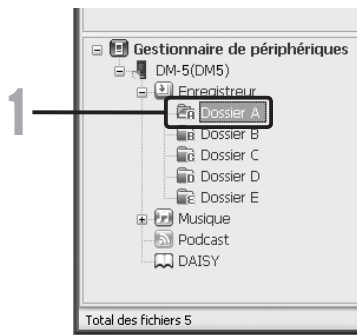 Gestionnaire de périphériques
DM-5(DM5)
Enregistreur
1
Dossier A
Dossier B
Dossier C
Dossier D
Dossier E
Musique
Podcast
DAISY
Total des fichiers 5